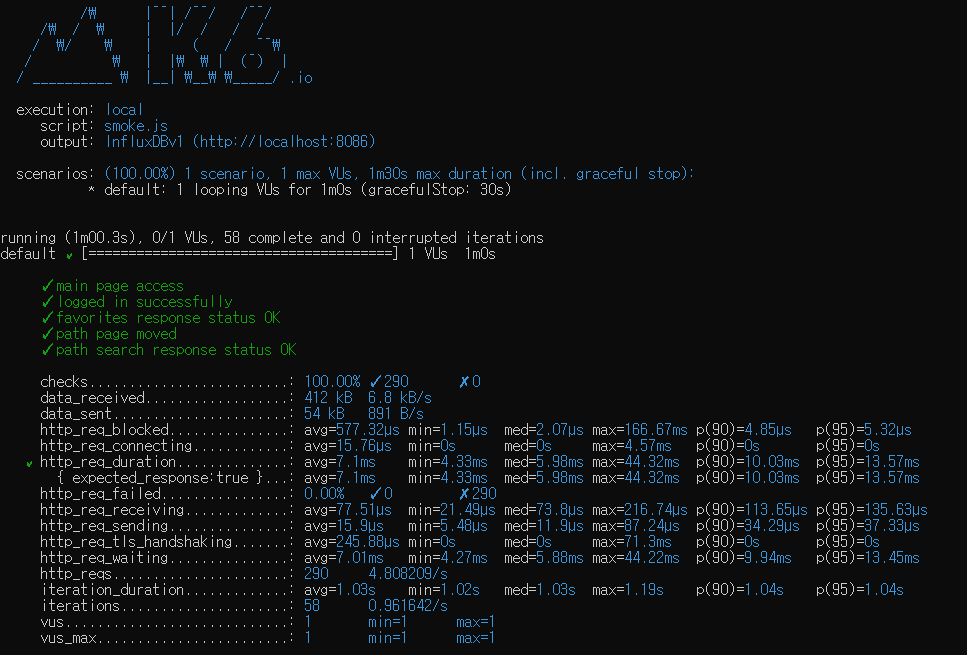 /₩        |‾‾| /‾‾/   /‾‾/
     /₩  /  ₩       |  |/  /   /  /
    /  ₩/    ₩      |     (   /   ‾‾₩
   /          ₩     |  |₩  ₩ |  (‾)  |
  / __________ ₩    |__| ₩__₩ ₩_____/ .io
execution: local
script: smoke.js
output: InfluxDBv1 (http://localhost:8086)
scenarios: (100.00%) 1 scenario, 1 max VUs, 1m30s max duration (incl. graceful stop):
* default: 1 looping VUs for 1m0s (gracefulStop: 30s)
running (1m00.3s), 0/1 VUs, 58 complete and 0 interrupted iterations
default ✓ [======================================] 1 VUs  1m0s
✓ main page access
✓ logged in successfully
✓ favorites response status OK
✓ path page moved
✓ path search response status OK
checks.........................: 100.00% ✓ 290 ✗ 0
data_received..................: 412 kB 6.8 kB/s
data_sent......................: 54 kB 891 B/s
http_req_blocked...............: avg=577.32µs min=1.15µs med=2.07µs max=166.67ms p(90)=4.85µs p(95)=5.32µs
http_req_connecting............: avg=15.76µs min=0s med=0s max=4.57ms p(90)=0s p(95)=0s
✓ http_req_duration..............: avg=7.1ms min=4.33ms med=5.98ms max=44.32ms p(90)=10.03ms p(95)=13.57ms
{ expected_response:true }...: avg=7.1ms min=4.33ms med=5.98ms max=44.32ms p(90)=10.03ms p(95)=13.57ms
http_req_failed................: 0.00% ✓ 0 ✗ 290
http_req_receiving.............: avg=77.51µs min=21.49µs med=73.8µs max=216.74µs p(90)=113.65µs p(95)=135.63µs
http_req_sending...............: avg=15.9µs min=5.48µs med=11.9µs max=87.24µs p(90)=34.29µs p(95)=37.33µs
http_req_tls_handshaking.......: avg=245.88µs min=0s med=0s max=71.3ms p(90)=0s p(95)=0s
http_req_waiting...............: avg=7.01ms min=4.27ms med=5.88ms max=44.22ms p(90)=9.94ms p(95)=13.45ms
http_reqs......................: 290 4.808209/s
iteration_duration.............: avg=1.03s min=1.02s med=1.03s max=1.19s p(90)=1.04s p(95)=1.04s
iterations.....................: 58 0.961642/s
vus............................: 1 min=1 max=1
vus_max........................: 1 min=1 max=1